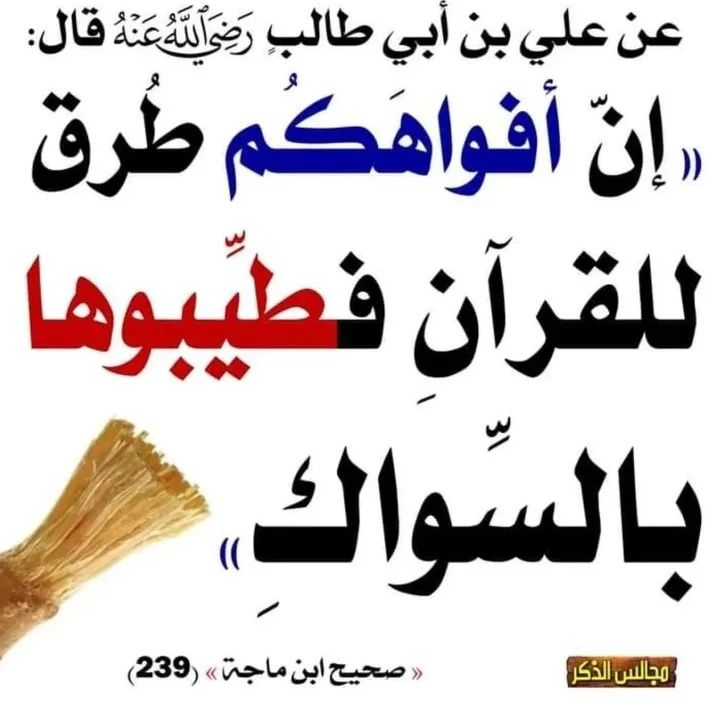 عن علي بن أبي طالبٍ رَضِيَ اللَّهُ عَنْهُ قال:
« إنّ أفواهَكُم طُرق
للقرآنِ فطيِّبوها
بالسِّواكِ »
« صحيح ابن ماجة » (239)
مجالس الذكر